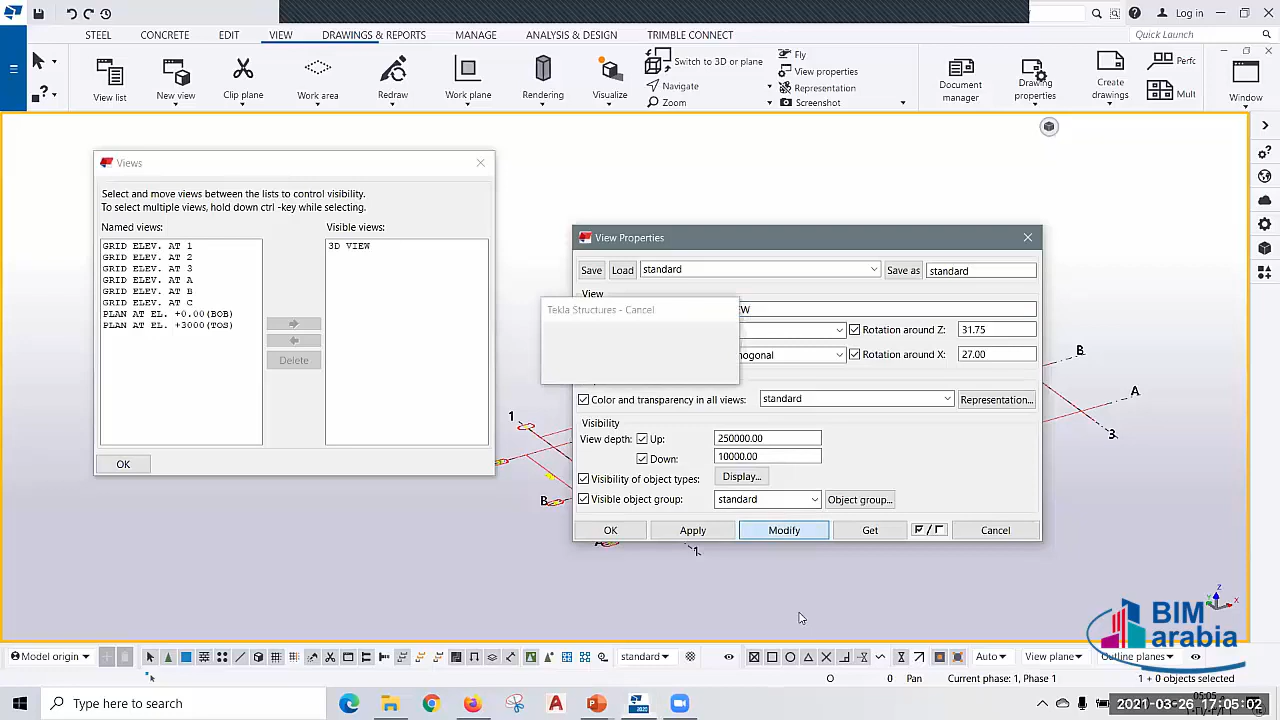 Log in
STEEL CONCRETE EDIT VIEW DRAWINGS & REPORTS MANAGE ANALYSIS & DESIGN TRIMBLE CONNECT
Quick Launch
View list
New view
Clip plane
Work area
Redraw
Work plane
Rendering
Visualize
Switch to 3D or plane
Navigate
Zoom
Fly
View properties
Representation
Screenshot
Document manager
Drawing properties
Create drawings
Perfc
Mult
Window
Views
Select and move views between the lists to control visibility.
To select multiple views, hold down ctrl -key while selecting.
Named views:
Visible views:
GRID ELEV. AT 1
GRID ELEV. AT 2
GRID ELEV. AT 3
GRID ELEV. AT A
GRID ELEV. AT B
GRID ELEV. AT C
PLAN AT EL. +0.00(BOB)
PLAN AT EL. +3000(TOS)
3D VIEW
Delete
OK
View Properties
Save Load standard Save as standard
View
EW
Tekla Structures - Cancel
Rotation around Z: 31.75
ogonal Rotation around X: 27.00
Color and transparency in all views: standard Representation...
Visibility
View depth: Up: 250000.00
Down: 10000.00
Visibility of object types: Display...
Visible object group: standard Object group...
OK Apply Modify Get Cancel
B
A
3
1
B
A
1
Z
Y
X
BIM
arabia
Model origin
standard
Auto
View plane
Outline planes
O 0 Pan Current phase: 1, Phase 1 1 + 0 objects selected
Type here to search
05:05
2021-03-26 17:05:02